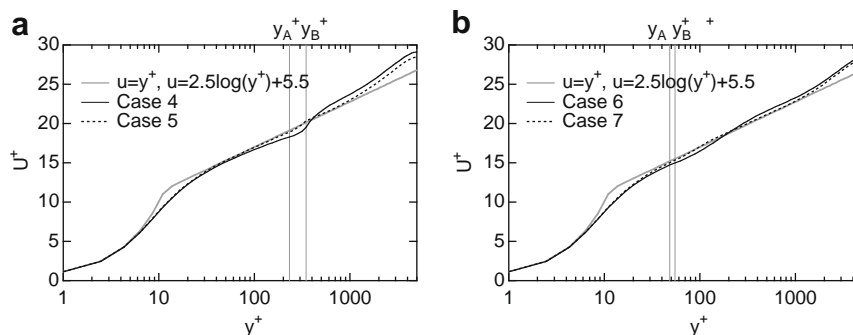 a
y_A^+ y_B^+
30
25
20
15
10
5
0
U^+
u=y^+, u=2.5log(y^+)+5.5
Case 4
Case 5
1
10
100
1000
y^+
b
y_A y_B^+ ^+
30
25
20
15
10
5
0
U^+
u=y^+, u=2.5log(y^+)+5.5
Case 6
Case 7
1
10
100
1000
y^+